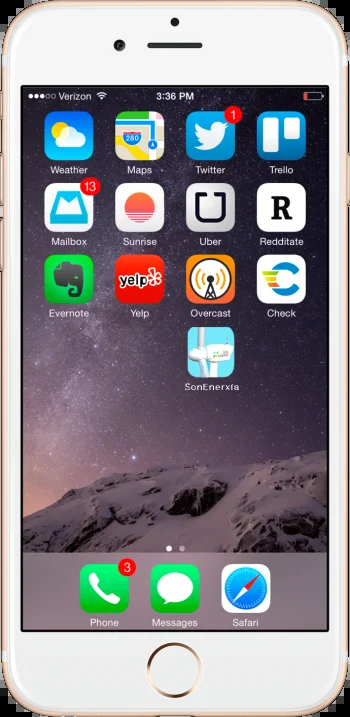 Verizon 3:36 PM
280
1
Weather Maps Twitter Trello
13
R
Mailbox Sunrise Uber Redditate
yelp
Evernote Yelp Overcast Check
SonEnerxía
3
Phone Messages Safari